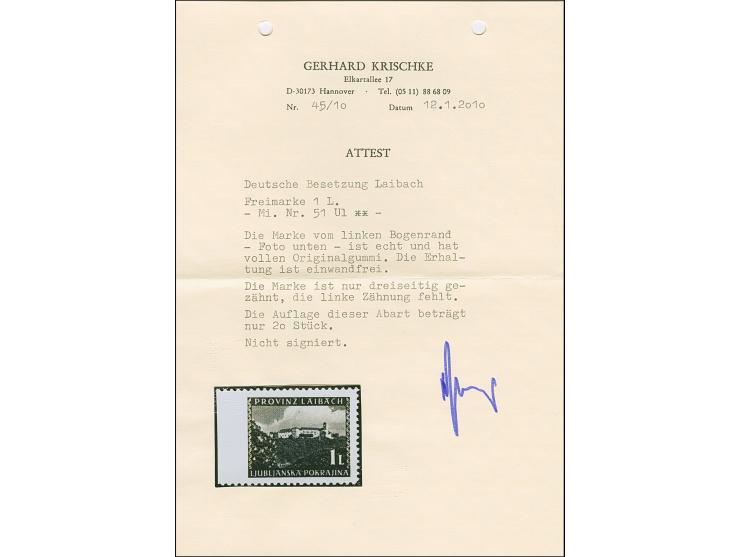 GERHARD KRISCHKE
Elkartallee 17
D-30173 Hannover · Tel. (05 11) 88 68 09
Nr. 45/10 Datum 12.1.2010
ATTEST
Deutsche Besetzung Laibach
Freimarke 1 L.
- Mi. Nr. 51 Ul ** -
Die Marke vom linken Bogenrand
- Foto unten - ist echt und hat
vollen Originalgummi. Die Erhal-
tung ist einwandfrei.
Die Marke ist nur dreiseitig ge-
zähnt, die linke Zähnung fehlt.
Die Auflage dieser Abart beträgt
nur 20 Stück.
Nicht signiert.
PROVINZ LAIBACH
1L
LJUBLJANSKA POKRAJINA